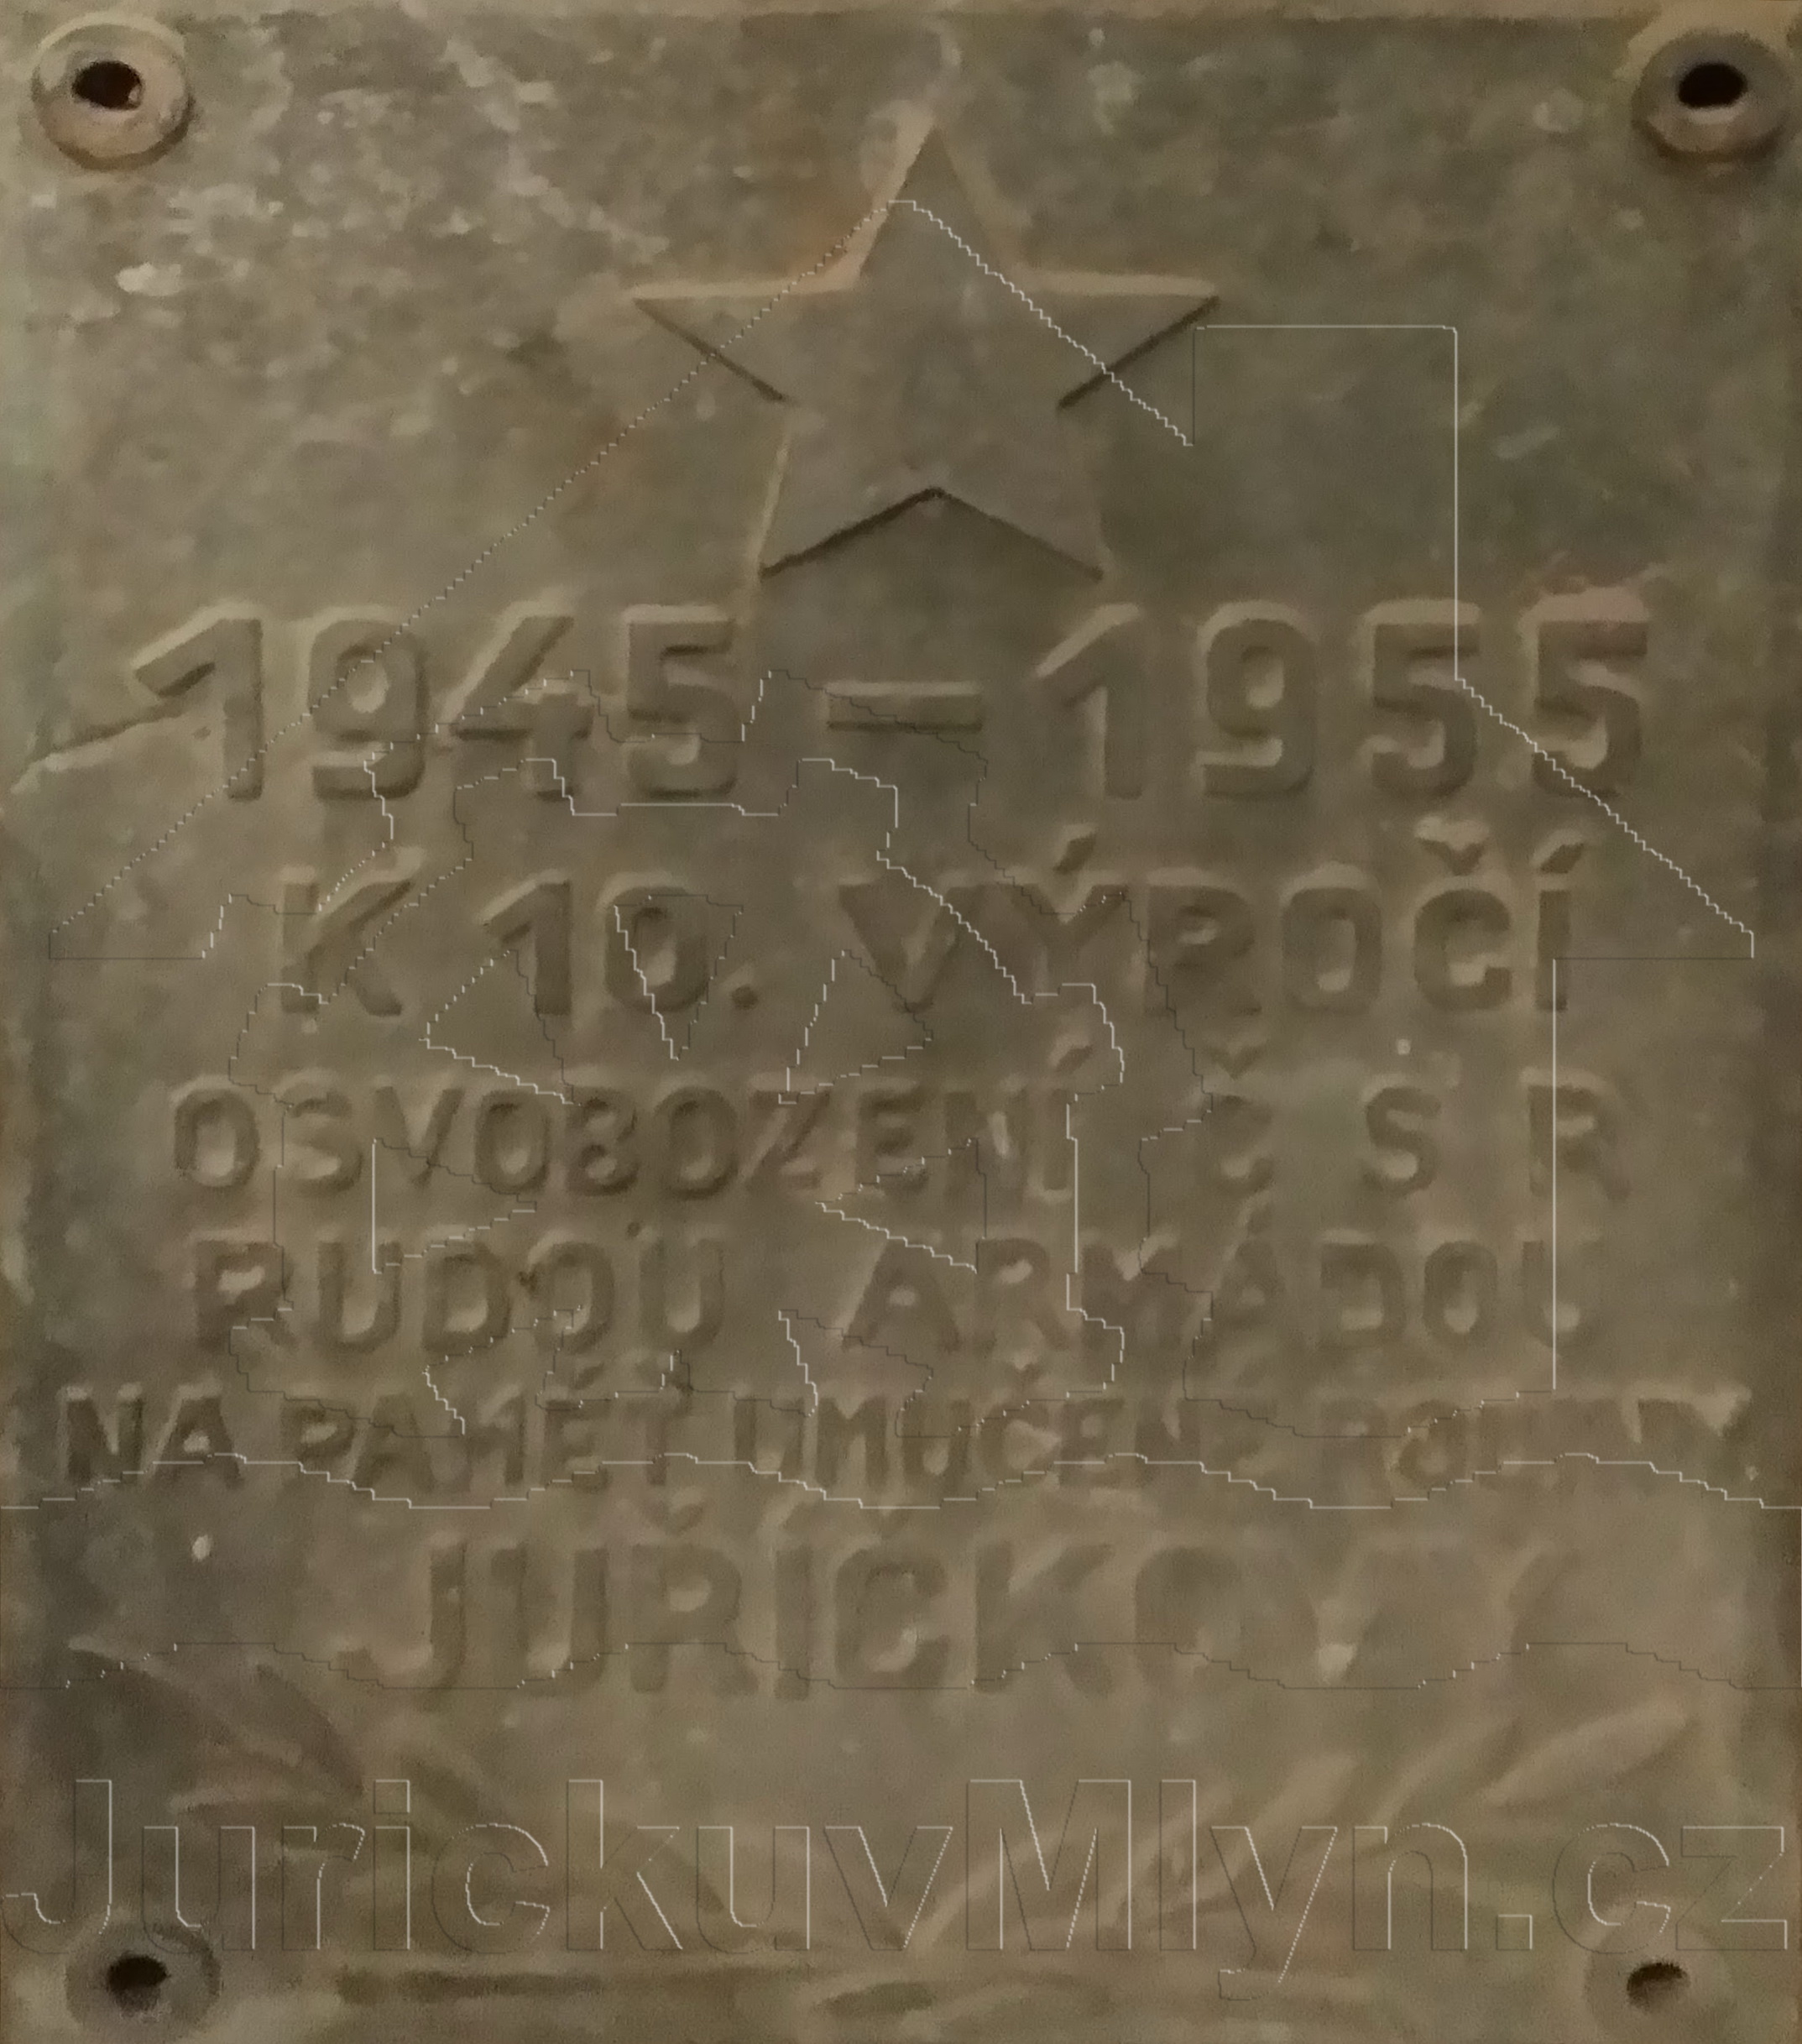 1945 – 1955
K 10. VÝROČÍ
OSVOBOZENÍ Č S R
RUDOU ARMÁDOU
NA PAMĚŤ UMUČENÉ RODINY
JUŘÍČKOVY
JurickuvMlyn.cz